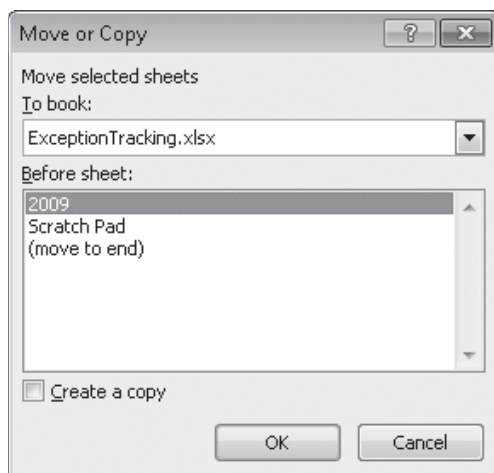 Move or Copy
Move selected sheets
To book:
ExceptionTracking.xlsx
Before sheet:
2009
Scratch Pad
(move to end)
Create a copy
OK Cancel